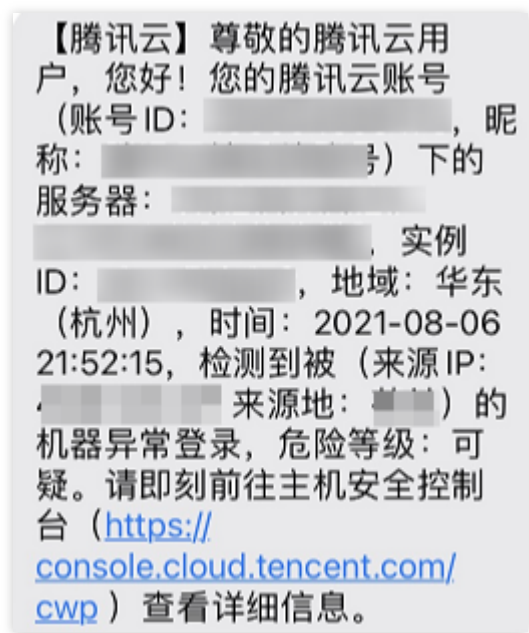 【腾讯云】尊敬的腾讯云用
户，您好！您的腾讯云账号
（账号 ID：，昵
称：号）下的
服务器：
，实例
ID：，地域：华东
（杭州），时间：2021-08-06
21:52:15，检测到被（来源 IP:
来源地：）的
机器异常登录，危险等级：可
疑。请即刻前往主机安全控制
台（https://
console.cloud.tencent.com/
cwp ）查看详细信息。